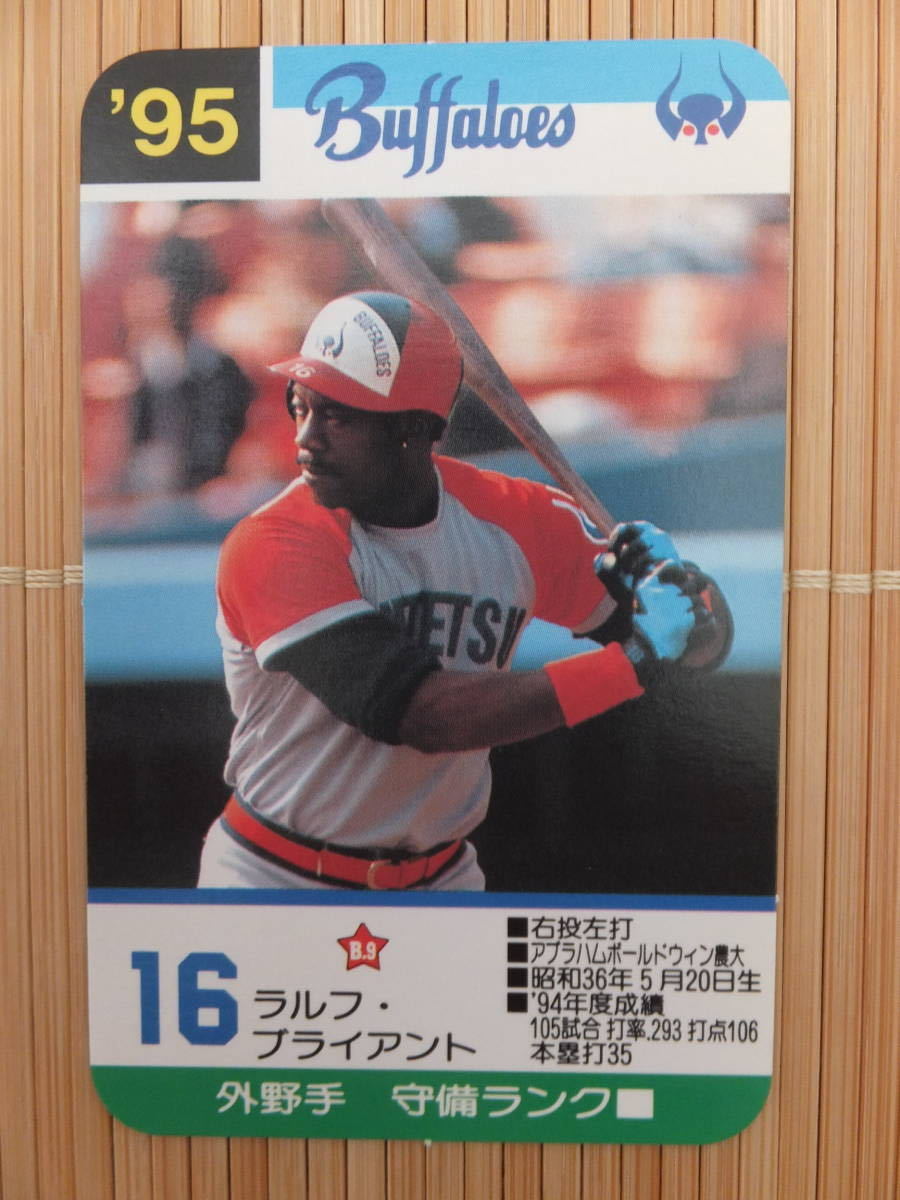 '95
Buffaloes
BUFFALOES
16
NTETSU
16
B.9
ラルフ・
ブライアント
■右投左打
■アブラハムボールドウィン農大
■昭和36年5月20日生
■'94年度成績
105試合 打率.293 打点106
本塁打35
外野手 守備ランク■